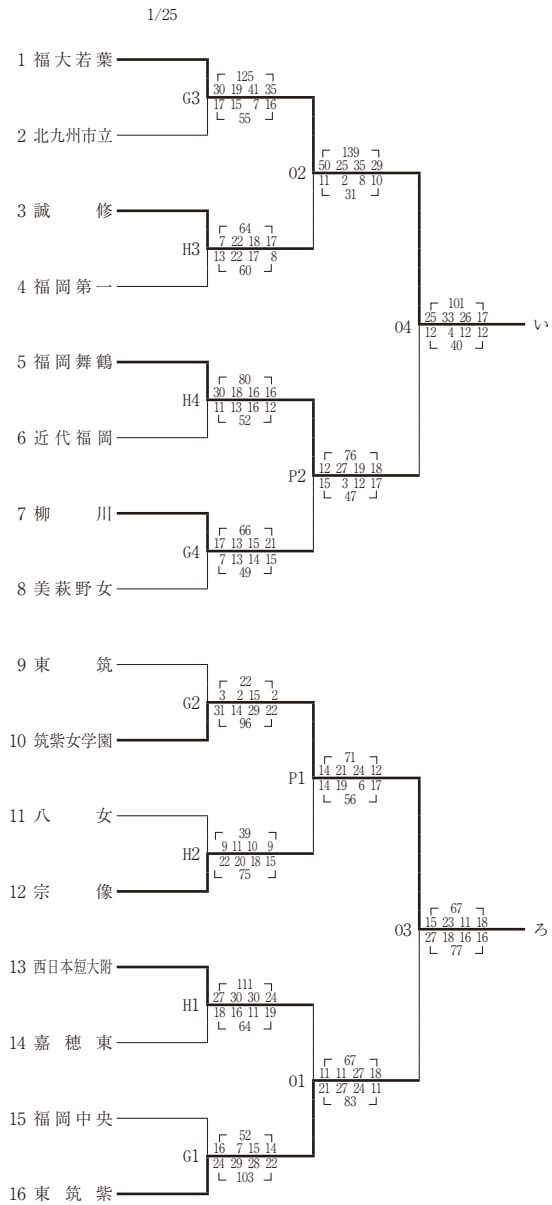 1/25
1 福大若葉
125
G3 30 19 41 35
17 15 7 16
55
2 北九州市立
139
O2 50 25 35 29
11 2 8 10
31
3 誠修
64
H3 7 22 18 17
13 22 17 8
60
4 福岡第一
101
O4 25 33 26 17 い
12 4 12 12
40
5 福岡舞鶴
80
H4 30 18 16 16
11 13 16 12
52
6 近代福岡
76
P2 12 27 19 18
15 3 12 17
47
7 柳川
66
G4 17 13 15 21
7 13 14 15
49
8 美萩野女
9 東筑
22
G2 3 2 15 2
31 14 29 22
96
10 筑紫女学園
71
P1 14 21 24 12
14 19 6 17
56
11 八女
39
H2 9 11 10 9
22 20 18 15
75
12 宗像
67
O3 15 23 11 18 ろ
27 18 16 16
77
13 西日本短大附
111
H1 27 30 30 24
18 16 11 19
64
14 嘉穂東
67
O1 11 11 27 18
21 27 24 11
83
15 福岡中央
52
G1 16 7 15 14
24 29 28 22
103
16 東筑紫